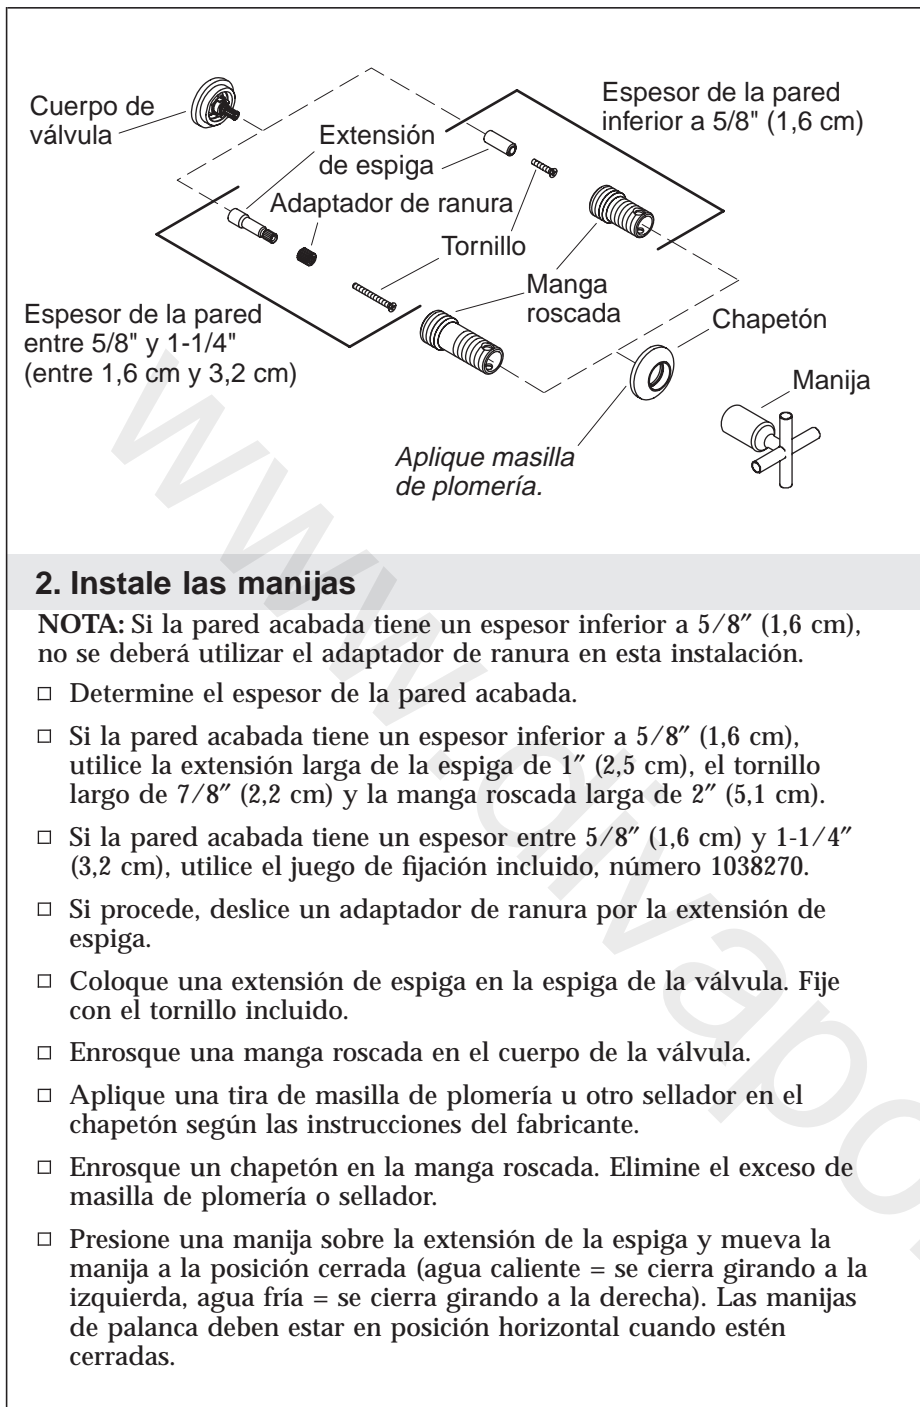 Cuerpo de
válvula
Espesor de la pared
inferior a 5/8" (1,6 cm)
Extensión
de espiga
Adaptador de ranura
Tornillo
Manga
roscada
Espesor de la pared
entre 5/8" y 1-1/4"
(entre 1,6 cm y 3,2 cm)
Chapetón
Manija
Aplique masilla
de plomería.
2. Instale las manijas
NOTA: Si la pared acabada tiene un espesor inferior a 5/8″ (1,6 cm),
no se deberá utilizar el adaptador de ranura en esta instalación.
□ Determine el espesor de la pared acabada.
□ Si la pared acabada tiene un espesor inferior a 5/8″ (1,6 cm),
utilice la extensión larga de la espiga de 1″ (2,5 cm), el tornillo
largo de 7/8″ (2,2 cm) y la manga roscada larga de 2″ (5,1 cm).
□ Si la pared acabada tiene un espesor entre 5/8″ (1,6 cm) y 1-1/4″
(3,2 cm), utilice el juego de fijación incluido, número 1038270.
□ Si procede, deslice un adaptador de ranura por la extensión de
espiga.
□ Coloque una extensión de espiga en la espiga de la válvula. Fije
con el tornillo incluido.
□ Enrosque una manga roscada en el cuerpo de la válvula.
□ Aplique una tira de masilla de plomería u otro sellador en el
chapetón según las instrucciones del fabricante.
□ Enrosque un chapetón en la manga roscada. Elimine el exceso de
masilla de plomería o sellador.
□ Presione una manija sobre la extensión de la espiga y mueva la
manija a la posición cerrada (agua caliente = se cierra girando a la
izquierda, agua fría = se cierra girando a la derecha). Las manijas
de palanca deben estar en posición horizontal cuando estén
cerradas.
www.divapo